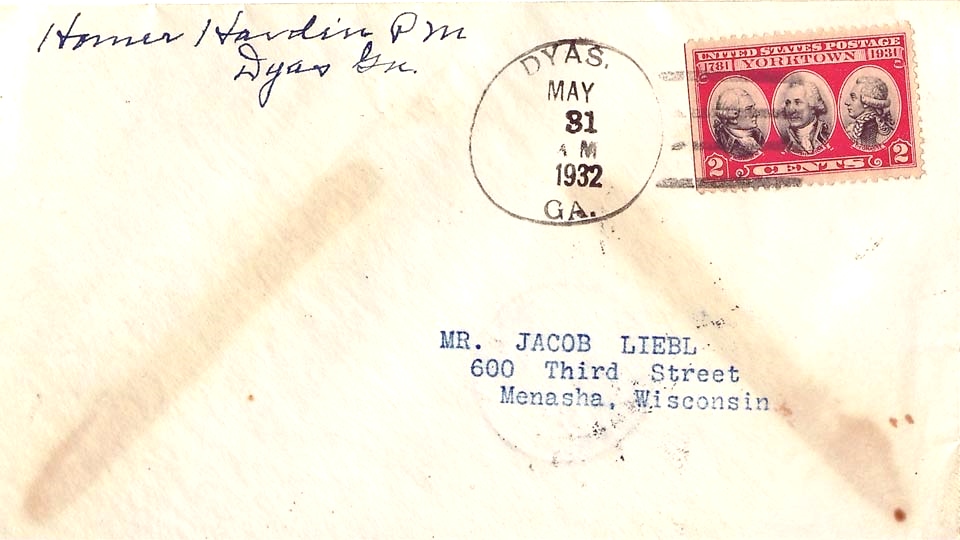 Homer Hardin P M
Dyas Ga.
DYAS.
MAY
31
A M
1932
GA.
UNITED STATES POSTAGE
1781 YORKTOWN 1931
2 CENTS 2
MR. JACOB LIEBL
600 Third Street
Menasha, Wisconsin